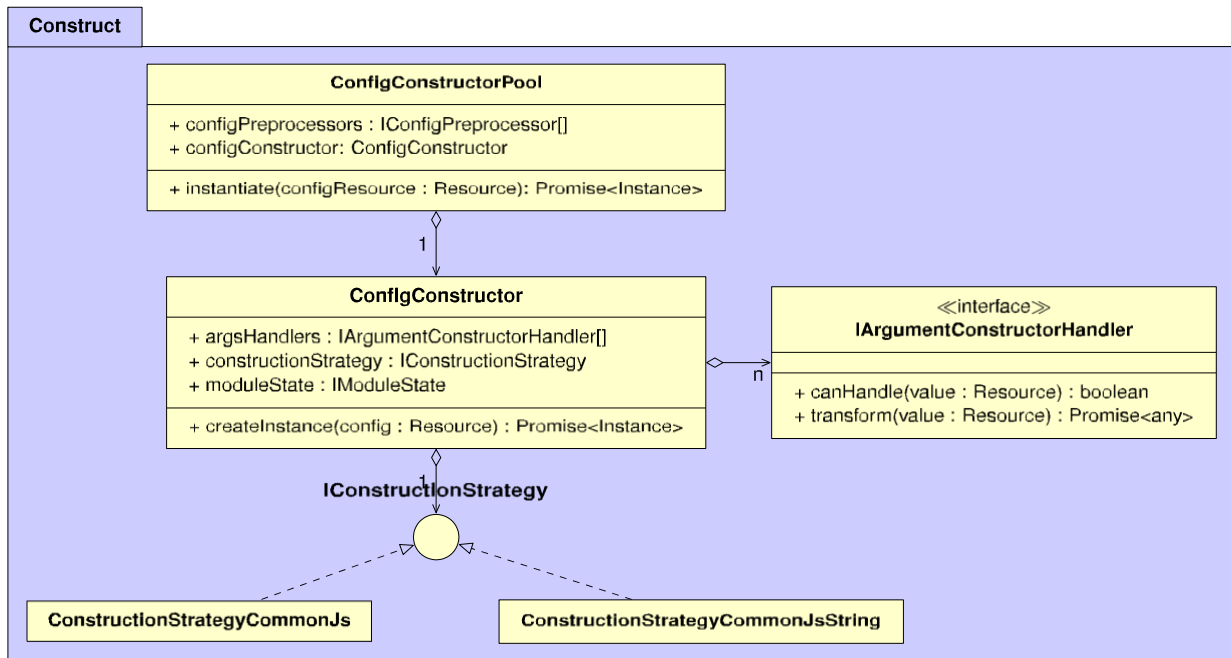 Construct
ConfigConstructorPool
+ configPreprocessors : IConfigPreprocessor[]
+ configConstructor: ConfigConstructor
+ instantiate(configResource : Resource): Promise<Instance>
1
ConfigConstructor
+ argsHandlers : IArgumentConstructorHandler[]
+ constructionStrategy : IConstructionStrategy
+ moduleState : IModuleState
+ createInstance(config : Resource) : Promise<Instance>
n
≪interface≫
IArgumentConstructorHandler
+ canHandle(value : Resource) : boolean
+ transform(value : Resource) : Promise<any>
1
IConstructionStrategy
ConstructionStrategyCommonJs
ConstructionStrategyCommonJsString